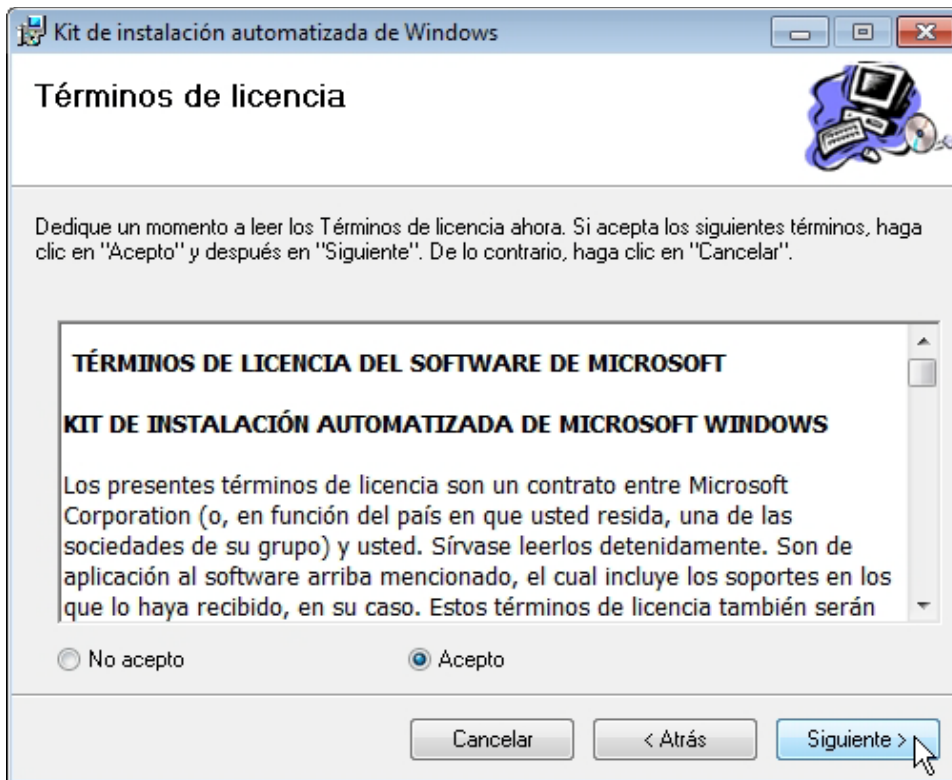 Kit de instalación automatizada de Windows
Términos de licencia
Dedique un momento a leer los Términos de licencia ahora. Si acepta los siguientes términos, haga
clic en "Acepto" y después en "Siguiente". De lo contrario, haga clic en "Cancelar".
TÉRMINOS DE LICENCIA DEL SOFTWARE DE MICROSOFT
KIT DE INSTALACIÓN AUTOMATIZADA DE MICROSOFT WINDOWS
Los presentes términos de licencia son un contrato entre Microsoft
Corporation (o, en función del país en que usted resida, una de las
sociedades de su grupo) y usted. Sírvase leerlos detenidamente. Son de
aplicación al software arriba mencionado, el cual incluye los soportes en los
que lo haya recibido, en su caso. Estos términos de licencia también serán
No acepto Acepto
Cancelar < Atrás Siguiente >